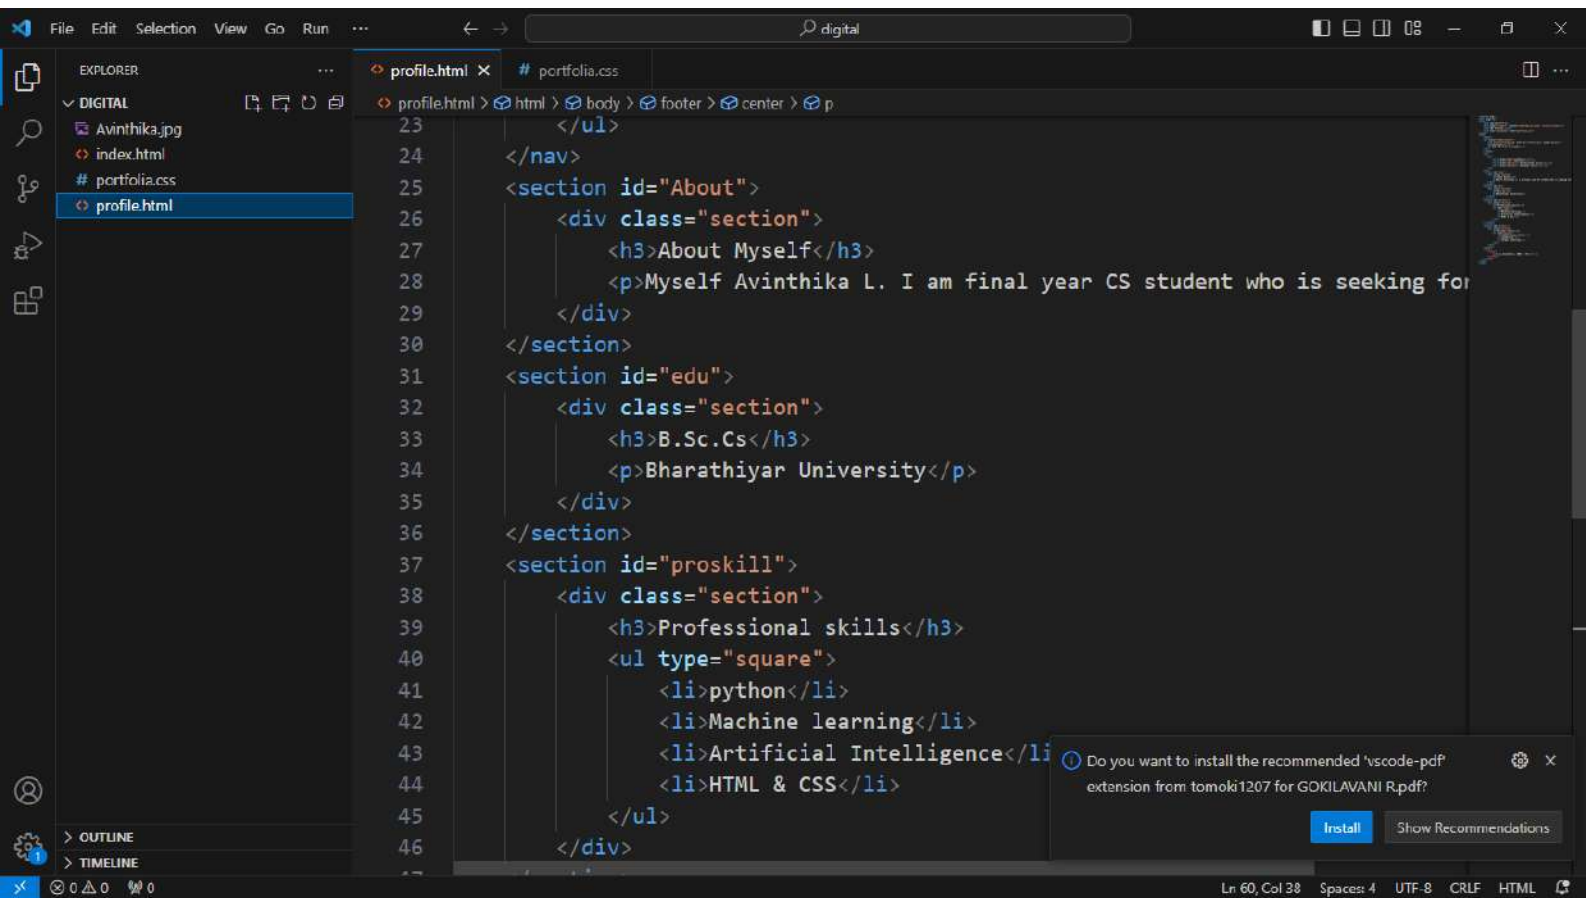 File Edit Selection View Go Run ··· digital
EXPLORER ···
DIGITAL
Avinthika.jpg
index.html
# portfolia.css
profile.html
OUTLINE
TIMELINE
profile.html # portfolia.css
profile.html > html > body > footer > center > p
23 </ul>
24 </nav>
25 <section id="About">
26 <div class="section">
27 <h3>About Myself</h3>
28 <p>Myself Avinthika L. I am final year CS student who is seeking for
29 </div>
30 </section>
31 <section id="edu">
32 <div class="section">
33 <h3>B.Sc.Cs</h3>
34 <p>Bharathiyar University</p>
35 </div>
36 </section>
37 <section id="proskill">
38 <div class="section">
39 <h3>Professional skills</h3>
40 <ul type="square">
41 <li>python</li>
42 <li>Machine learning</li>
43 <li>Artificial Intelligence</li
44 <li>HTML & CSS</li>
45 </ul>
46 </div>
Do you want to install the recommended 'vscode-pdf'
extension from tomoki1207 for GOKILAVANI R.pdf?
Install Show Recommendations
1
0 0 0 Ln 60, Col 38 Spaces: 4 UTF-8 CRLF HTML